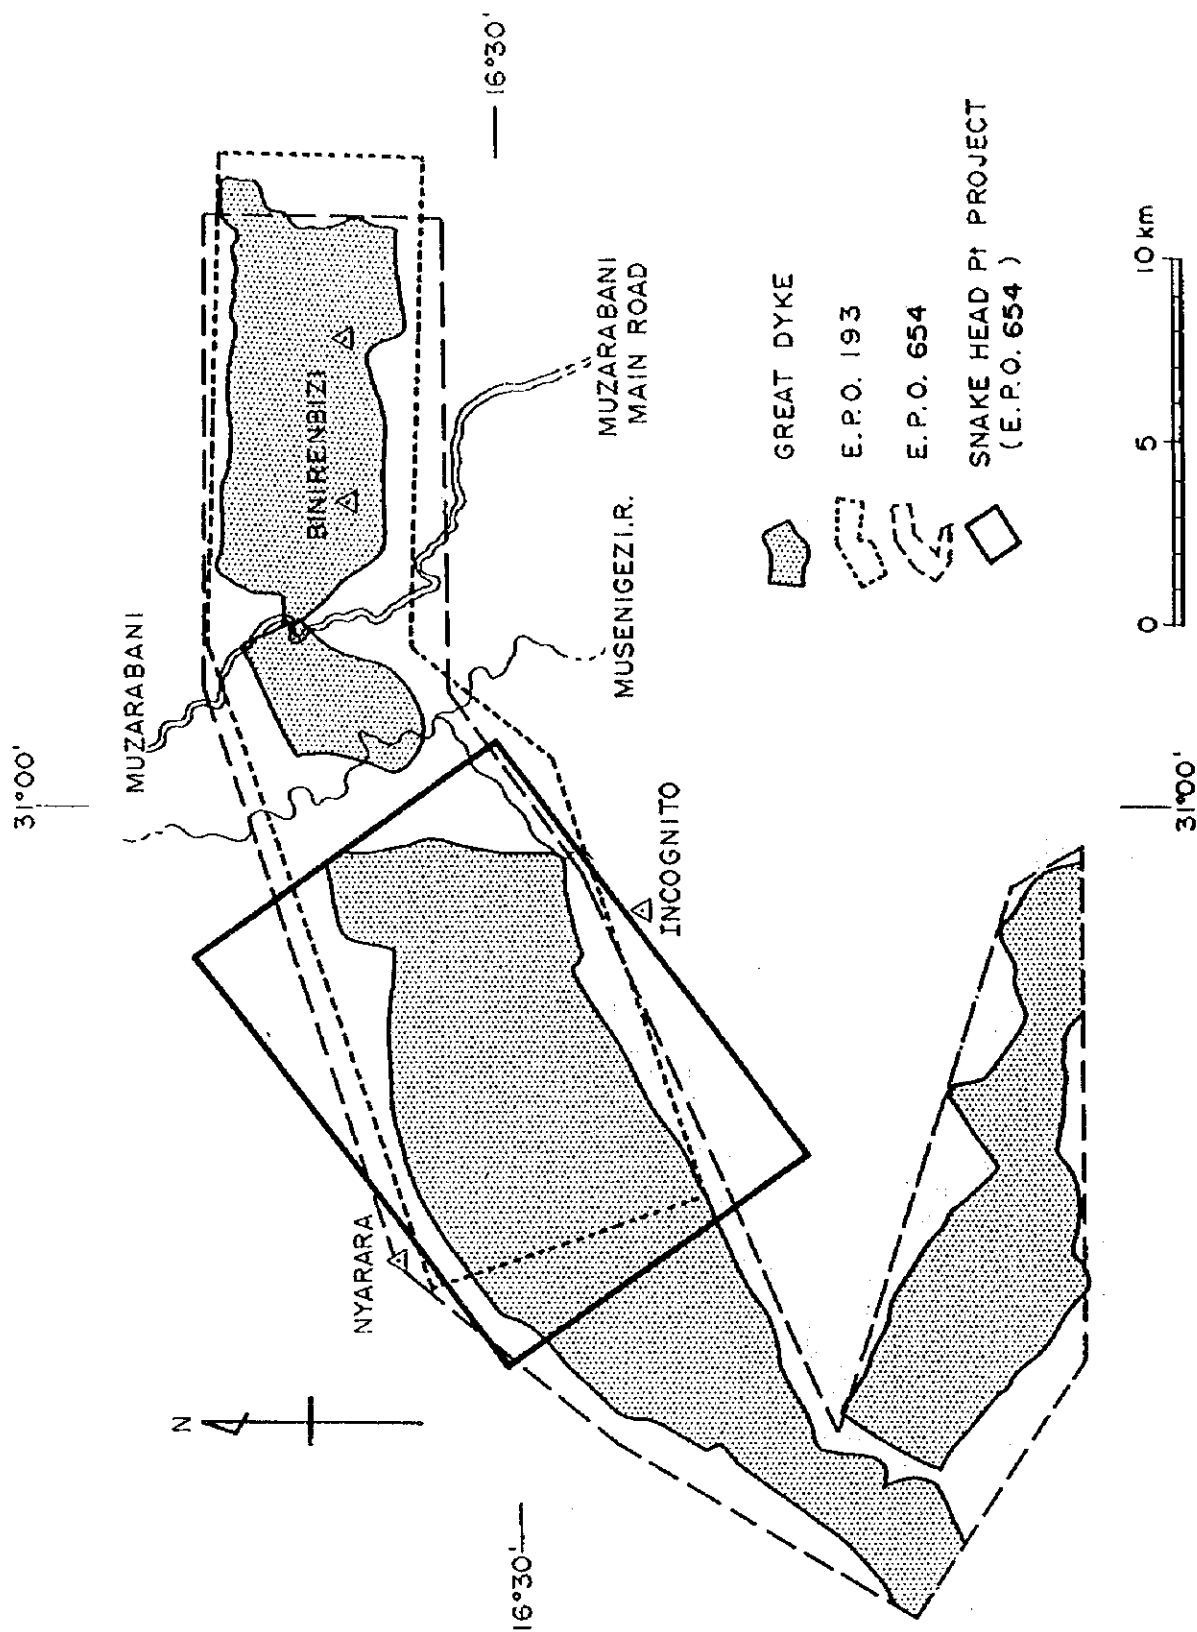 31°00'
MUZARABANI
16°30'
BINIRENBIZI
MUZARABANI
MAIN ROAD
MUSENIGEZI.R.
N
NYARARA
INCOGNITO
16°30'
GREAT DYKE
E.P.O. 193
E.P.O. 654
SNAKE HEAD Pt PROJECT
(E.P.O. 654)
0
5
10 km
31°00'